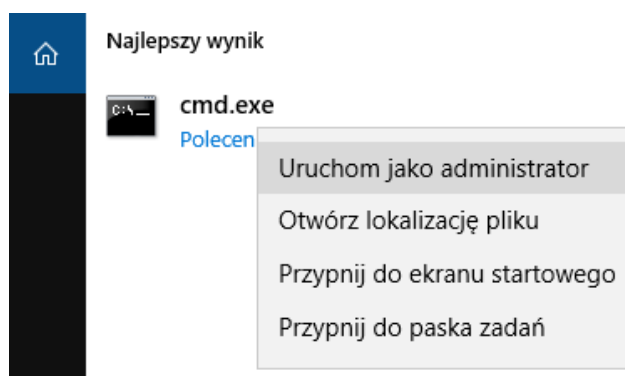 Najlepszy wynik
C:\_
cmd.exe
Polecen
Uruchom jako administrator
Otwórz lokalizację pliku
Przypnij do ekranu startowego
Przypnij do paska zadań